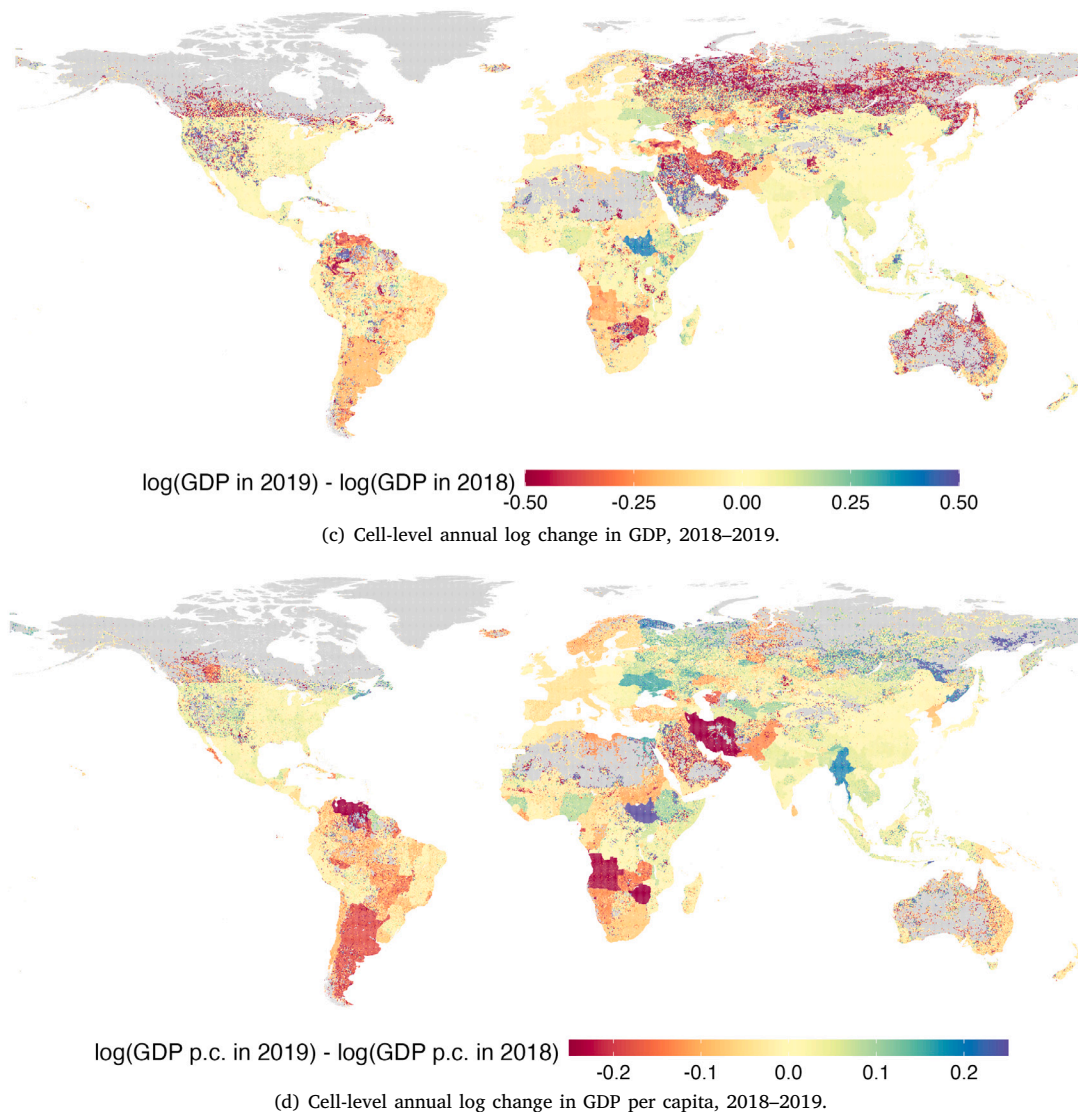 log(GDP in 2019) - log(GDP in 2018)
-0.50 -0.25 0.00 0.25 0.50
(c) Cell-level annual log change in GDP, 2018–2019.
log(GDP p.c. in 2019) - log(GDP p.c. in 2018)
-0.2 -0.1 0.0 0.1 0.2
(d) Cell-level annual log change in GDP per capita, 2018–2019.